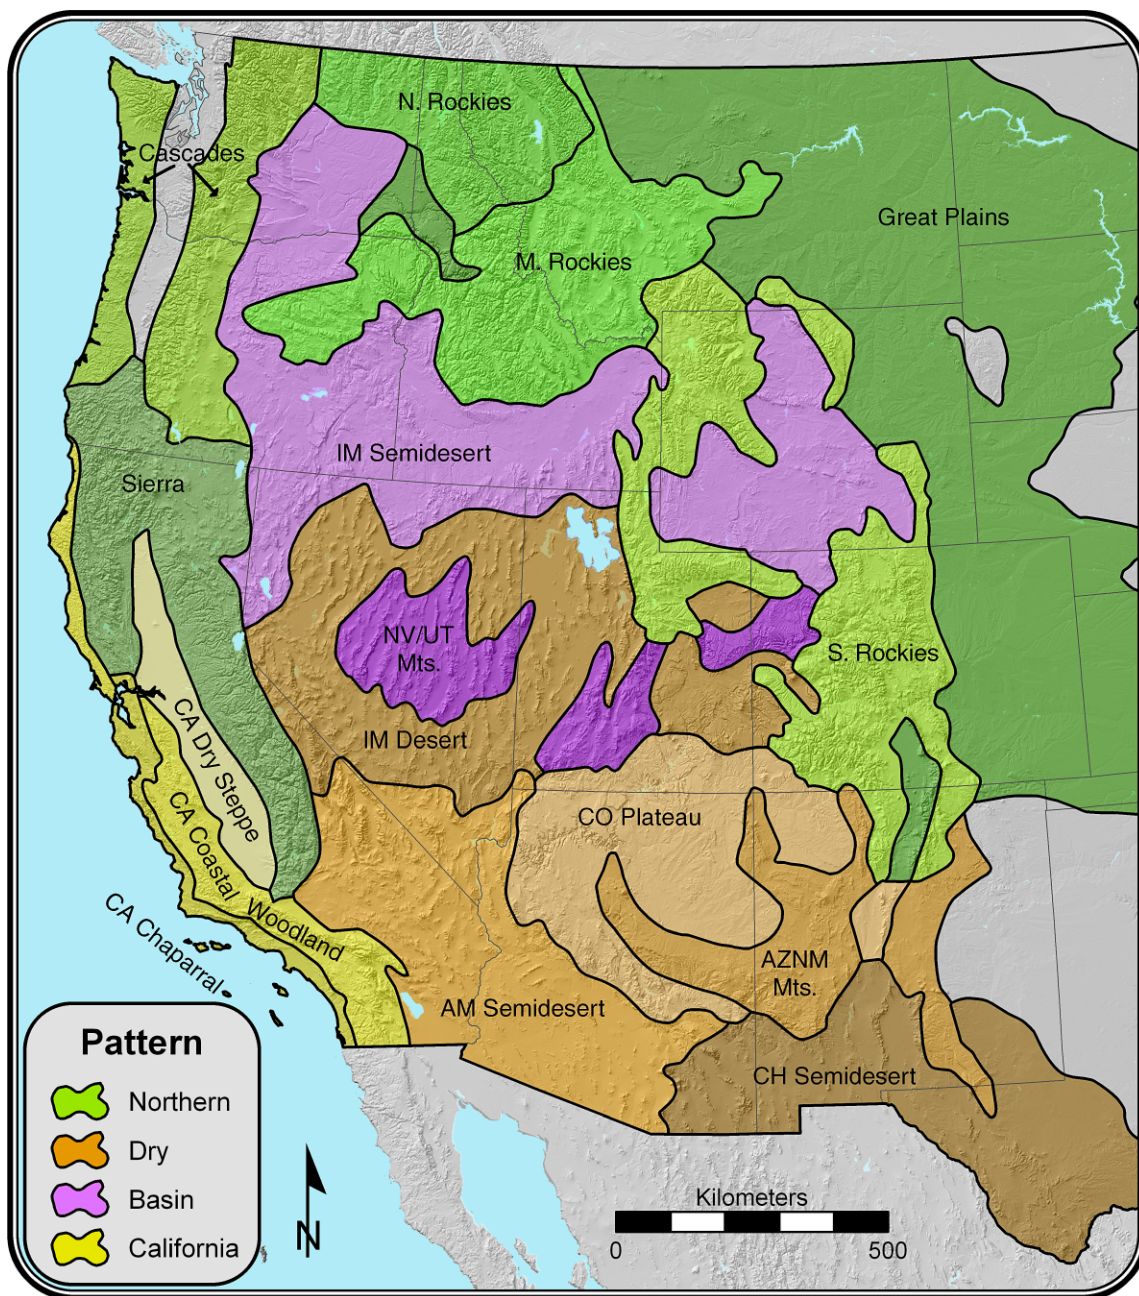 N. Rockies
Cascades
Great Plains
M. Rockies
IM Semidesert
Sierra
NV/UT
Mts.
S. Rockies
CA Dry Steppe
IM Desert
CO Plateau
CA Coastal Woodland
CA Chaparral
AZNM
Mts.
AM Semidesert
CH Semidesert
Pattern
Northern
Dry
Basin
California
N
Kilometers
0 500